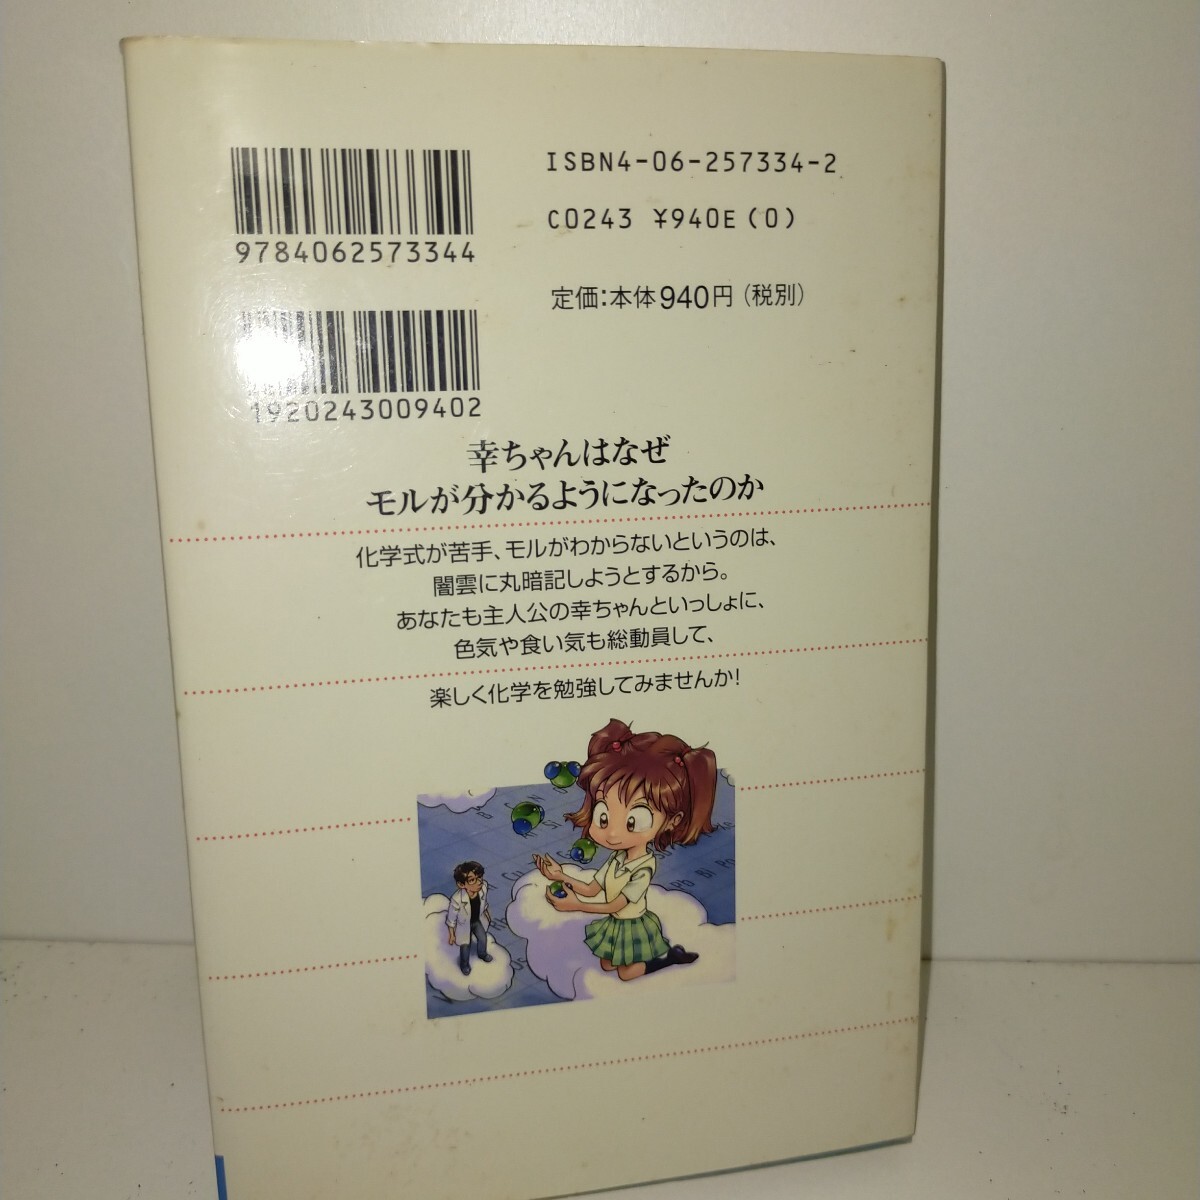 ISBN4-06-257334-2
C0243 ¥940E(0)
定価:本体940円(税別)
9784062573344
1920243009402
幸ちゃんはなぜ
モルが分かるようになったのか
化学式が苦手、モルがわからないというのは、
闇雲に丸暗記しようとするから。
あなたも主人公の幸ちゃんといっしょに、
色気や食い気も総動員して、
楽しく化学を勉強してみませんか!
Cu
Pb Bi Po